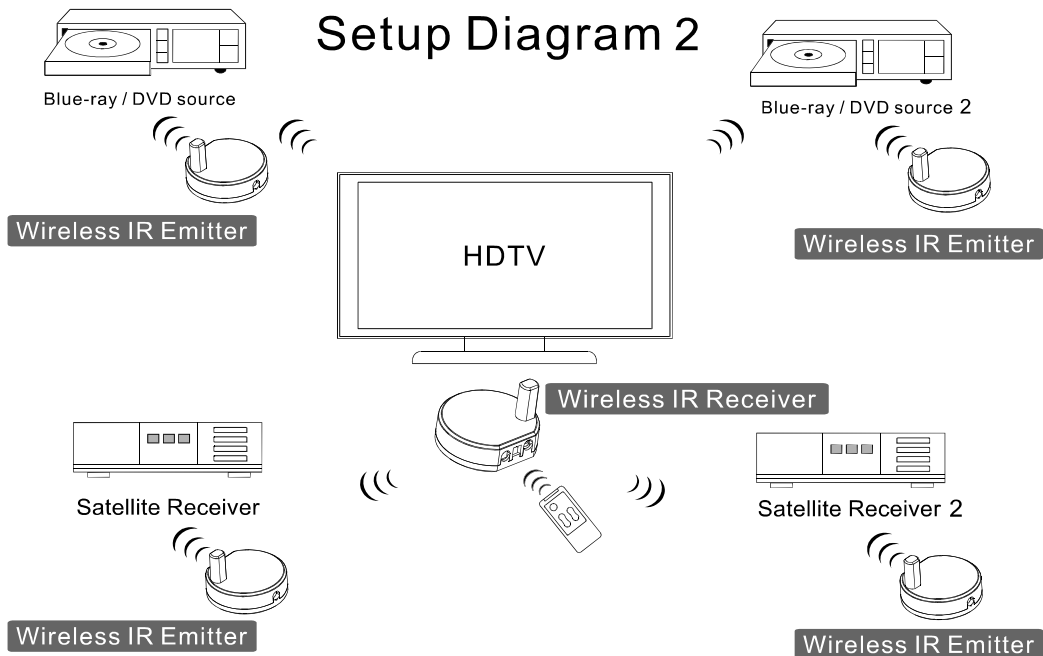 Setup Diagram 2
Blue-ray / DVD source
Blue-ray / DVD source 2
Wireless IR Emitter
Wireless IR Emitter
HDTV
Wireless IR Receiver
Satellite Receiver
Satellite Receiver 2
Wireless IR Emitter
Wireless IR Emitter